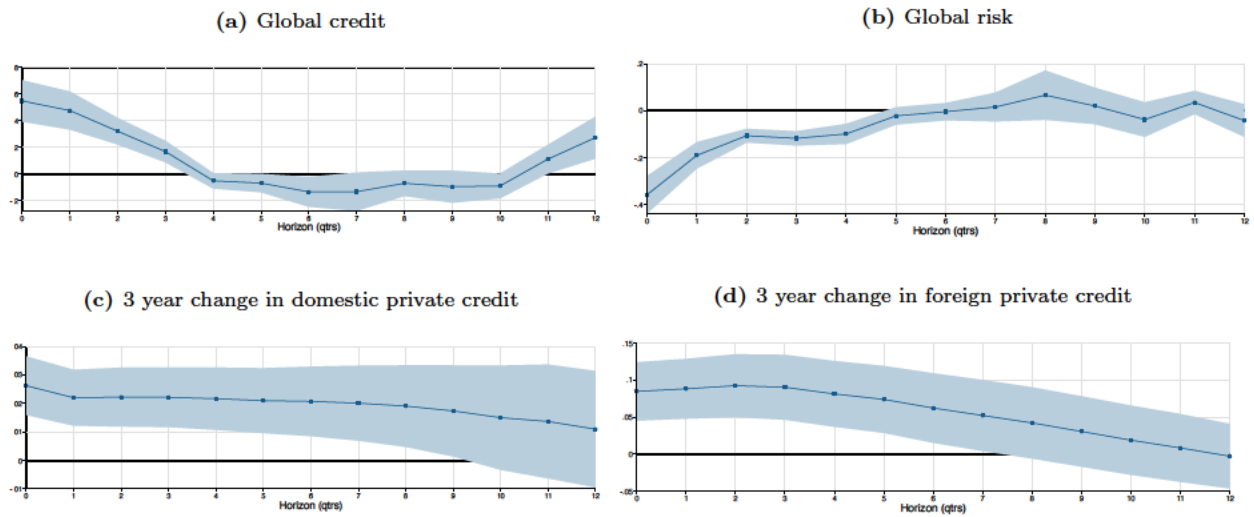 (a) Global credit
8
6
4
2
0
-2
0 1 2 3 4 5 6 7 8 9 10 11 12
Horizon (qtrs)
(b) Global risk
.2
0
-.2
-.4
0 1 2 3 4 5 6 7 8 9 10 11 12
Horizon (qtrs)
(c) 3 year change in domestic private credit
.04
.03
.02
.01
0
-.01
0 1 2 3 4 5 6 7 8 9 10 11 12
Horizon (qtrs)
(d) 3 year change in foreign private credit
.15
.1
.05
0
-.05
0 1 2 3 4 5 6 7 8 9 10 11 12
Horizon (qtrs)